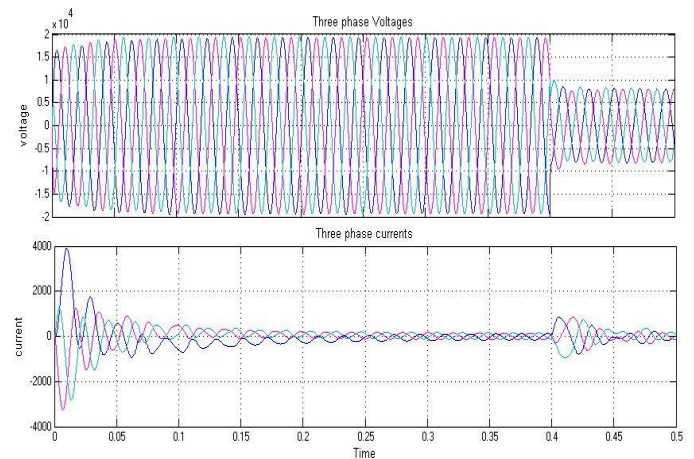 x 10⁴
Three phase Voltages
2
1.5
1
0.5
0
-0.5
-1
-1.5
-2
voltage
Three phase currents
4000
2000
0
-2000
-4000
current
0 0.05 0.1 0.15 0.2 0.25 0.3 0.35 0.4 0.45 0.5
Time